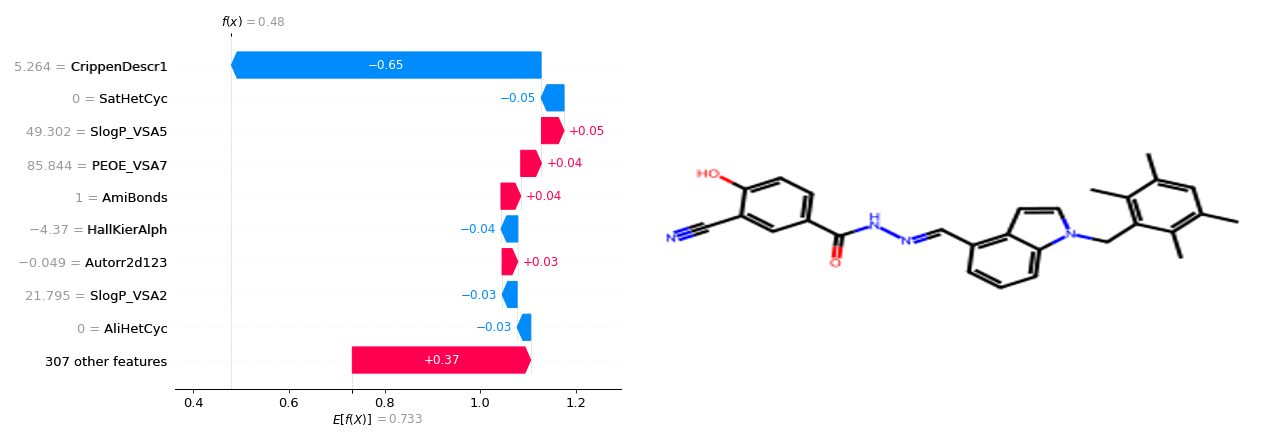 f(x) = 0.48
5.264 = CrippenDescr1
−0.65
0 = SatHetCyc
−0.05
49.302 = SlogP_VSA5
+0.05
85.844 = PEOE_VSA7
+0.04
1 = AmiBonds
+0.04
−4.37 = HallKierAlph
−0.04
−0.049 = Autorr2d123
+0.03
21.795 = SlogP_VSA2
−0.03
0 = AliHetCyc
−0.03
307 other features
+0.37
0.4 0.6 0.8 1.0 1.2
E[f(X)] = 0.733
HO
N
O
H
N
N
N